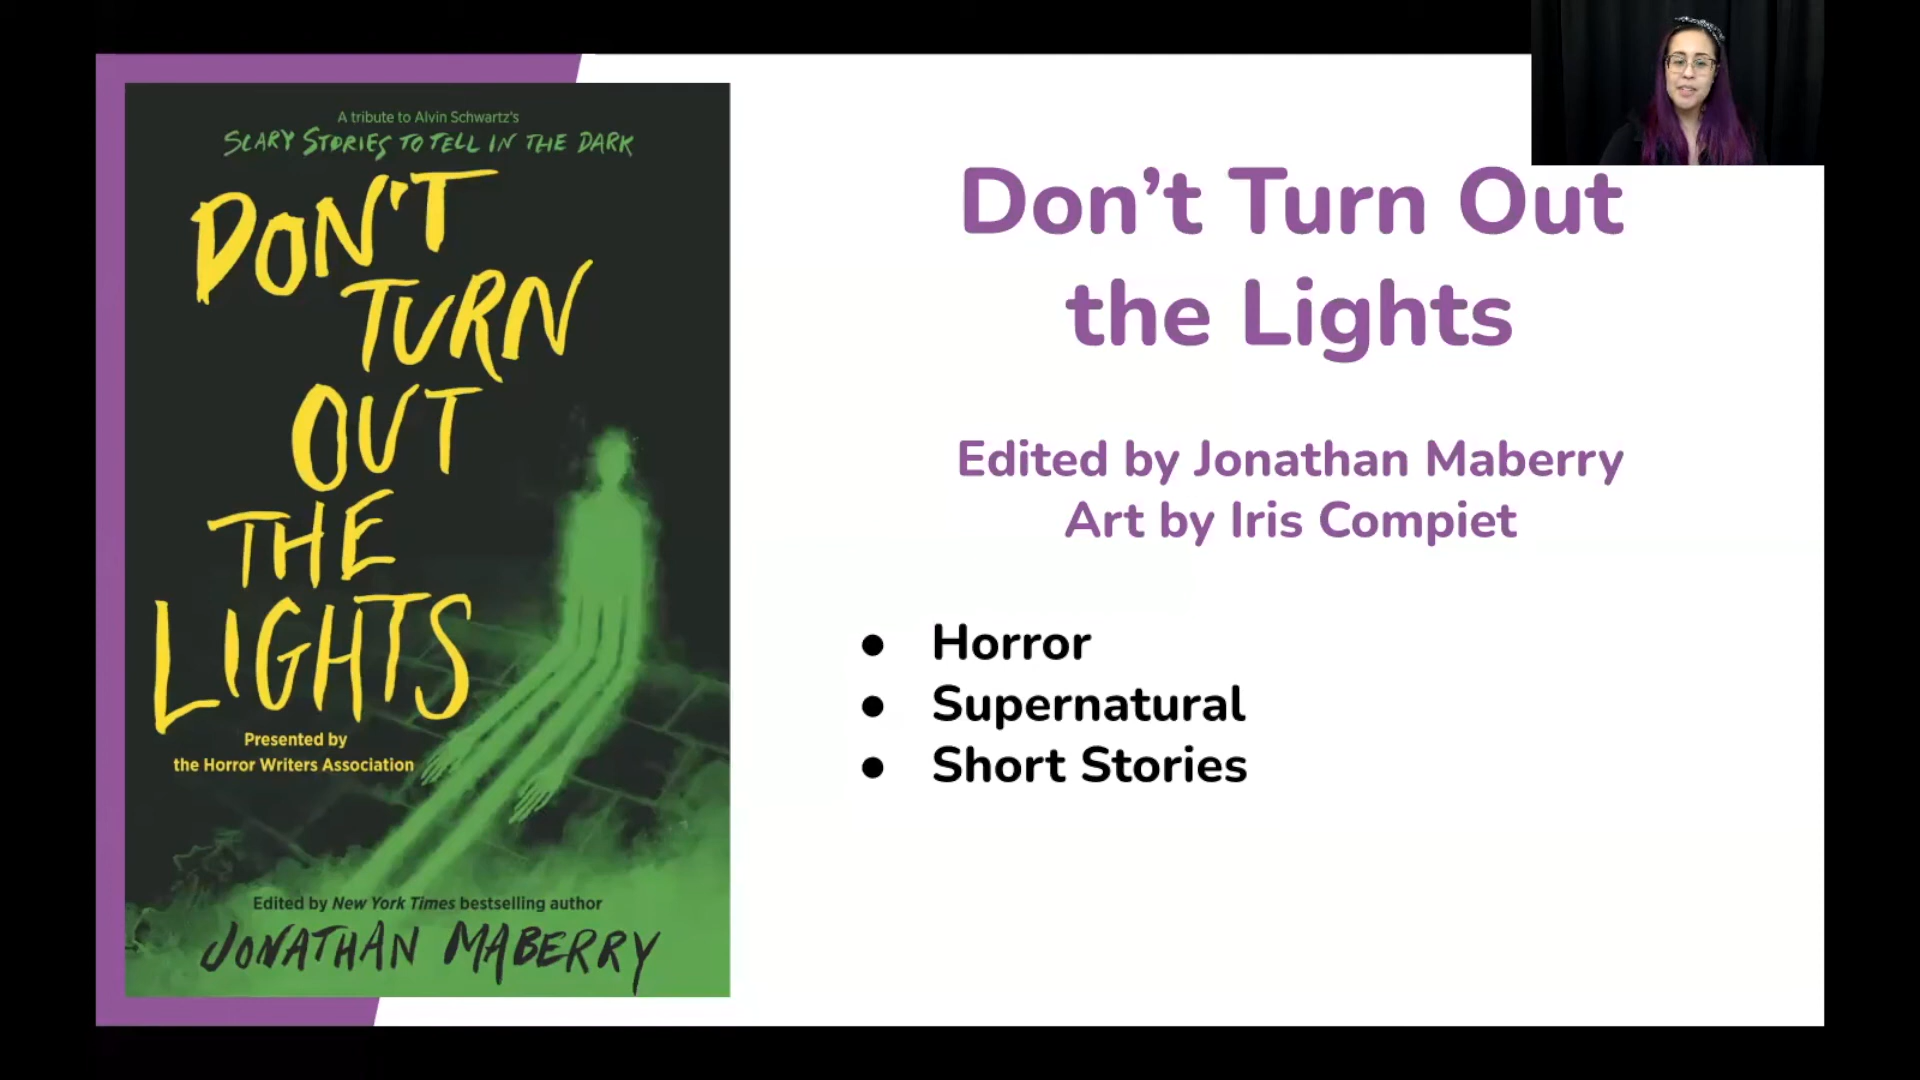 A tribute to Alvin Schwartz's
SCARY STORIES TO TELL IN THE DARK
DON'T
TURN
OUT
THE
LIGHTS
Presented by
the Horror Writers Association
Edited by New York Times bestselling author
JONATHAN MABERRY
Don’t Turn Out
the Lights
Edited by Jonathan Maberry
Art by Iris Compiet
● Horror
● Supernatural
● Short Stories